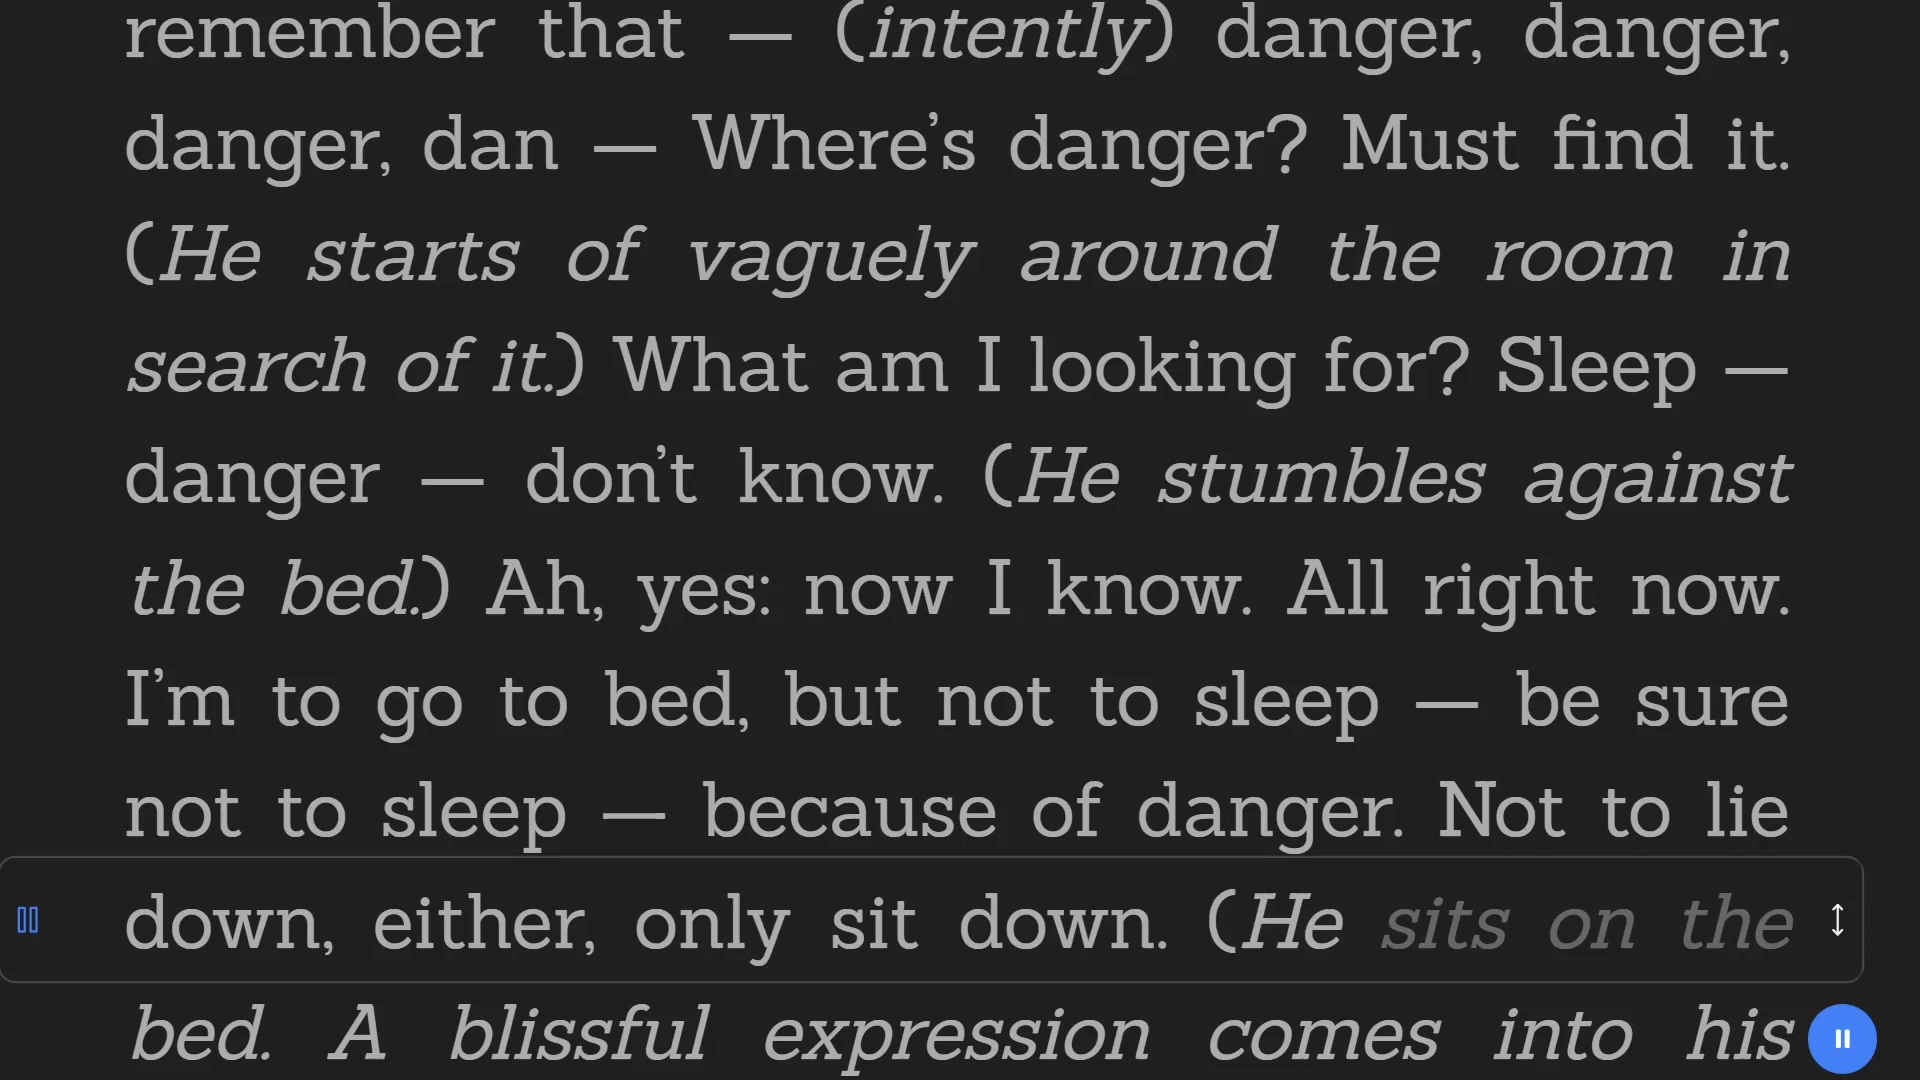 remember that — (intently) danger, danger,
danger, dan — Where’s danger? Must find it.
(He starts of vaguely around the room in
search of it.) What am I looking for? Sleep —
danger — don’t know. (He stumbles against
the bed.) Ah, yes: now I know. All right now.
I’m to go to bed, but not to sleep — be sure
not to sleep — because of danger. Not to lie
down, either, only sit down. (He sits on the
bed. A blissful expression comes into his